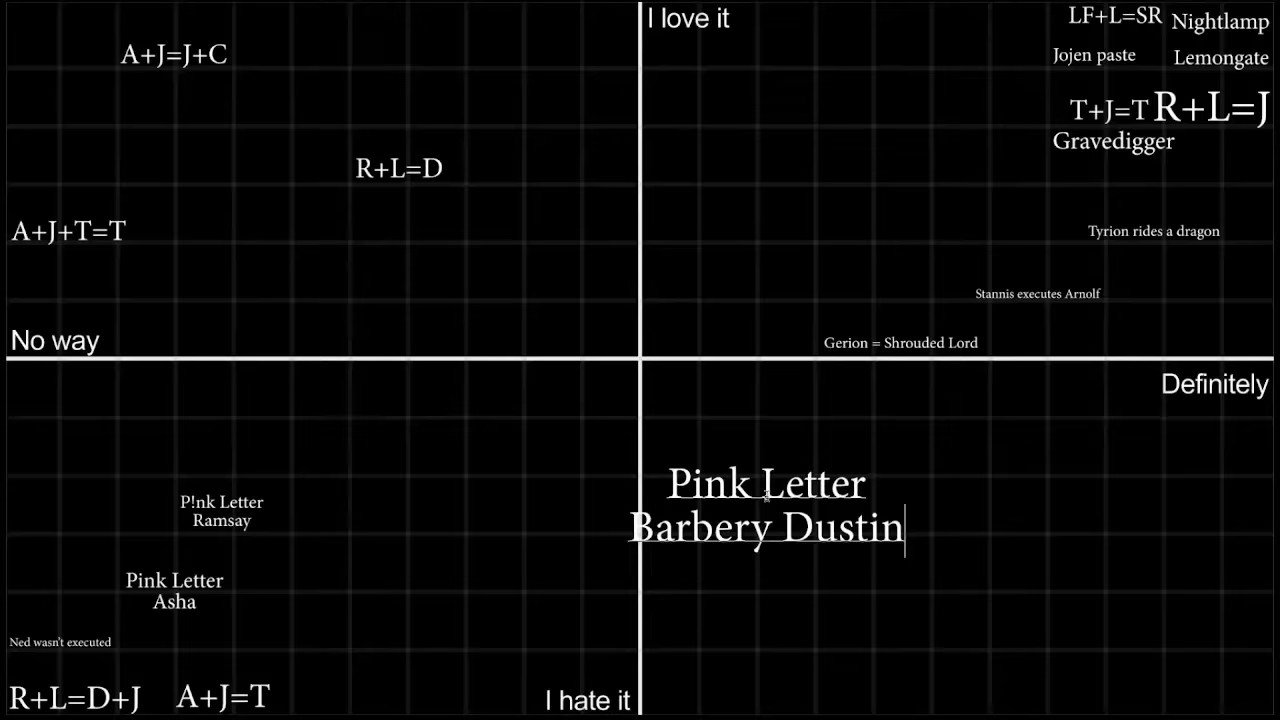 A+J=J+C
R+L=D
A+J+T=T
No way
I love it
LF+L=SR
Nightlamp
Jojen paste
Lemongate
T+J=T
R+L=J
Gravedigger
Tyrion rides a dragon
Stannis executes Arnolf
Gerion = Shrouded Lord
P!nk Letter
Ramsay
Pink Letter
Asha
Ned wasn't executed
R+L=D+J
A+J=T
I hate it
Definitely
Pink Letter
Barbery Dustin